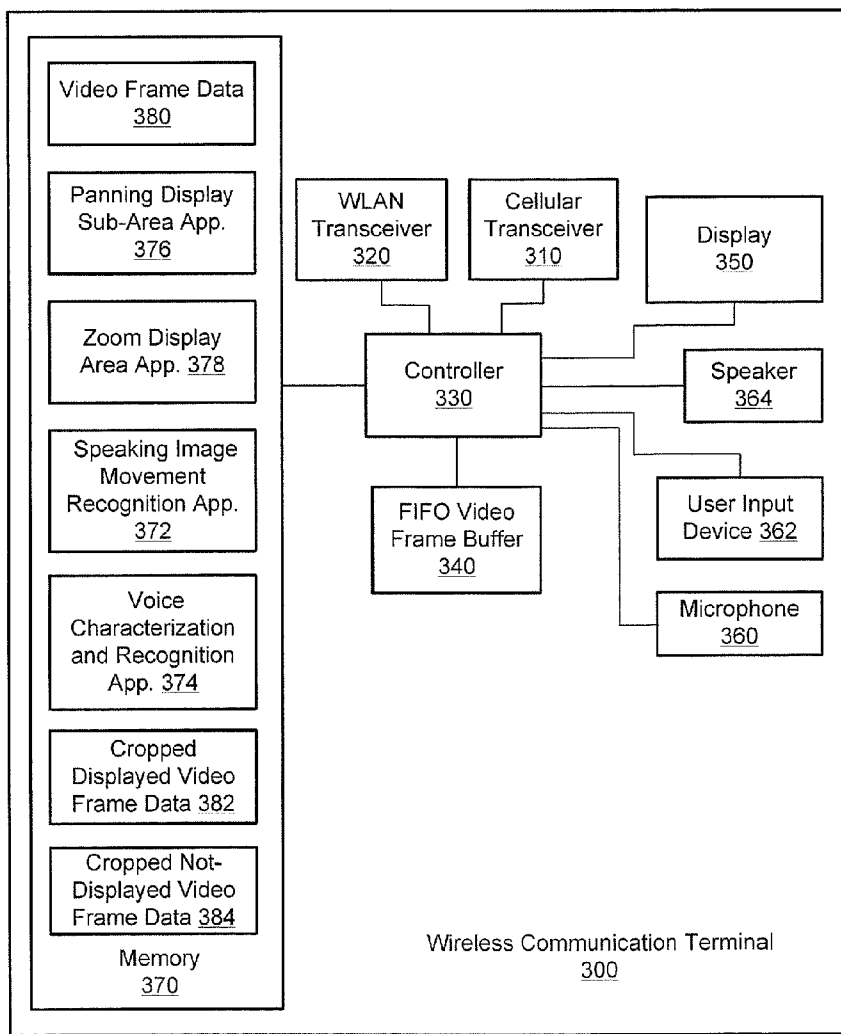 Video Frame Data
380
Panning Display
Sub-Area App.
376
Zoom Display
Area App. 378
Speaking Image
Movement
Recognition App.
372
Voice
Characterization
and Recognition
App. 374
Cropped
Displayed Video
Frame Data 382
Cropped Not-
Displayed Video
Frame Data 384
Memory
370
WLAN
Transceiver
320
Cellular
Transceiver
310
Display
350
Controller
330
Speaker
364
FIFO Video
Frame Buffer
340
User Input
Device 362
Microphone
360
Wireless Communication Terminal
300